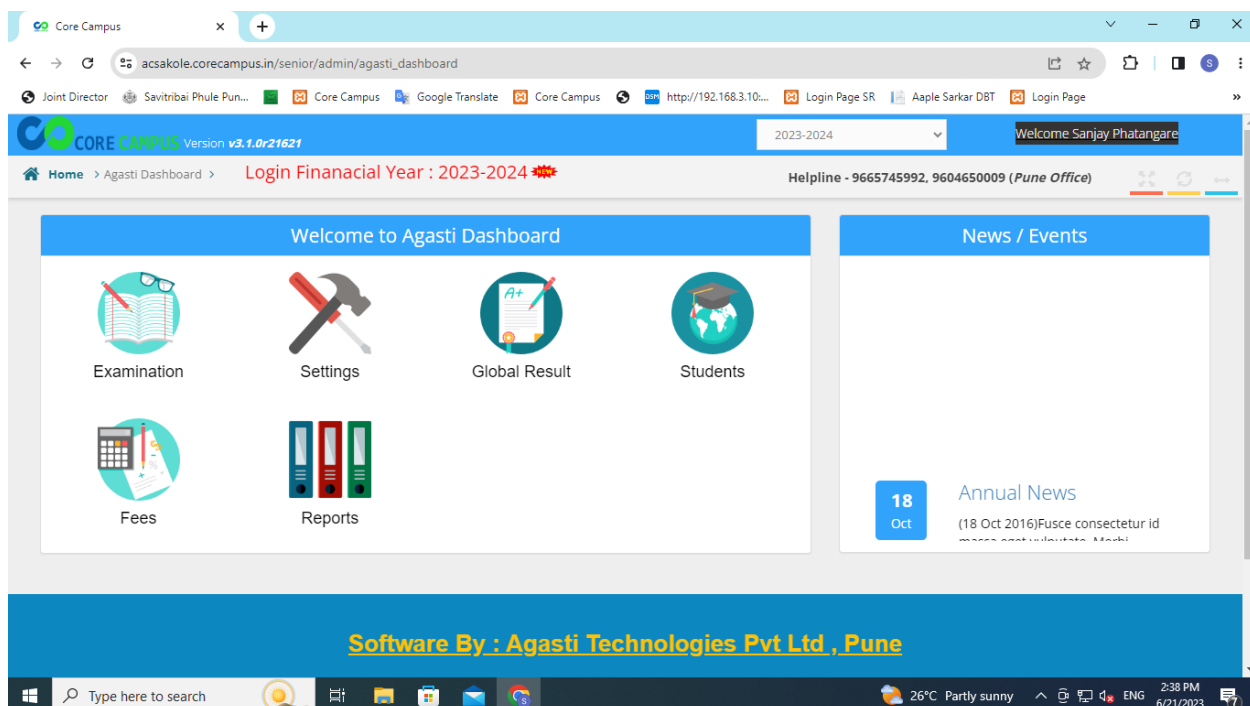 Core Campus
acsakole.corecampus.in/senior/admin/agasti_dashboard
S
Joint Director Savitribai Phule Pun... Core Campus Google Translate Core Campus http://192.168.3.10:... Login Page SR Aaple Sarkar DBT Login Page »
CORE CAMPUS Version v3.1.0r21621 2023-2024 Welcome Sanjay Phatangare
Home > Agasti Dashboard > Login Finanacial Year : 2023-2024 NEW Helpline - 9665745992, 9604650009 (Pune Office)
Welcome to Agasti Dashboard
News / Events
A+
Examination Settings Global Result Students
Fees Reports
18
Oct
Annual News
(18 Oct 2016)Fusce consectetur id
massa eget vulputate. Morbi
Software By : Agasti Technologies Pvt Ltd , Pune
Type here to search
26°C Partly sunny ENG 2:38 PM
6/21/2023
7